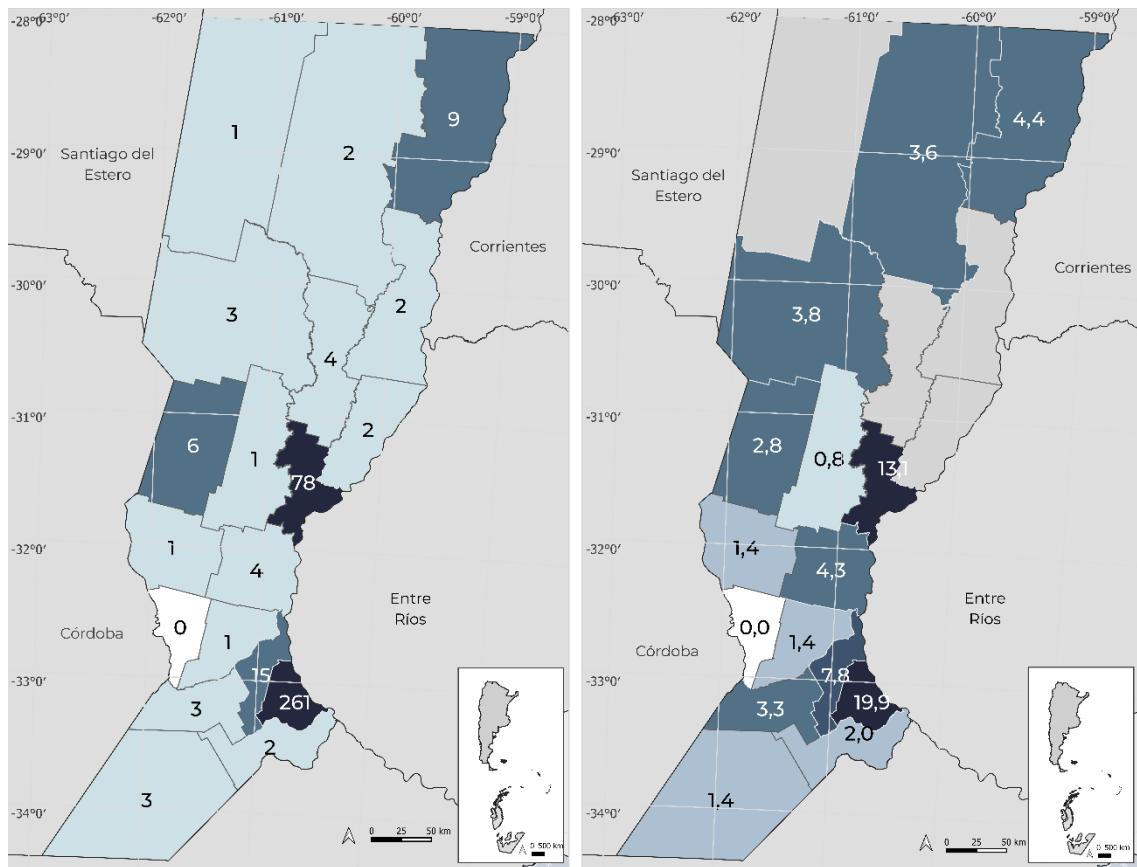 -63°0' -62°0' -61°0' -60°0' -59°0'
-28°0'
9
1
2
-29°0'
Santiago del
Estero
Corrientes
-30°0'
3
2
4
-31°0'
6
1
2
78
-32°0'
1
4
Entre
Ríos
0
1
Córdoba
15
-33°0'
261
3
2
3
-34°0'
0 25 50 km
0 500 km
-63°0' -62°0' -61°0' -60°0' -59°0'
-28°0'
4,4
3,6
-29°0'
Santiago del
Estero
Corrientes
-30°0'
3,8
-31°0'
2,8
0,8
13,1
-32°0'
1,4
4,3
Entre
Ríos
0,0
1,4
Córdoba
7,8
-33°0'
19,9
3,3
2,0
1,4
-34°0'
0 25 50 km
0 500 km